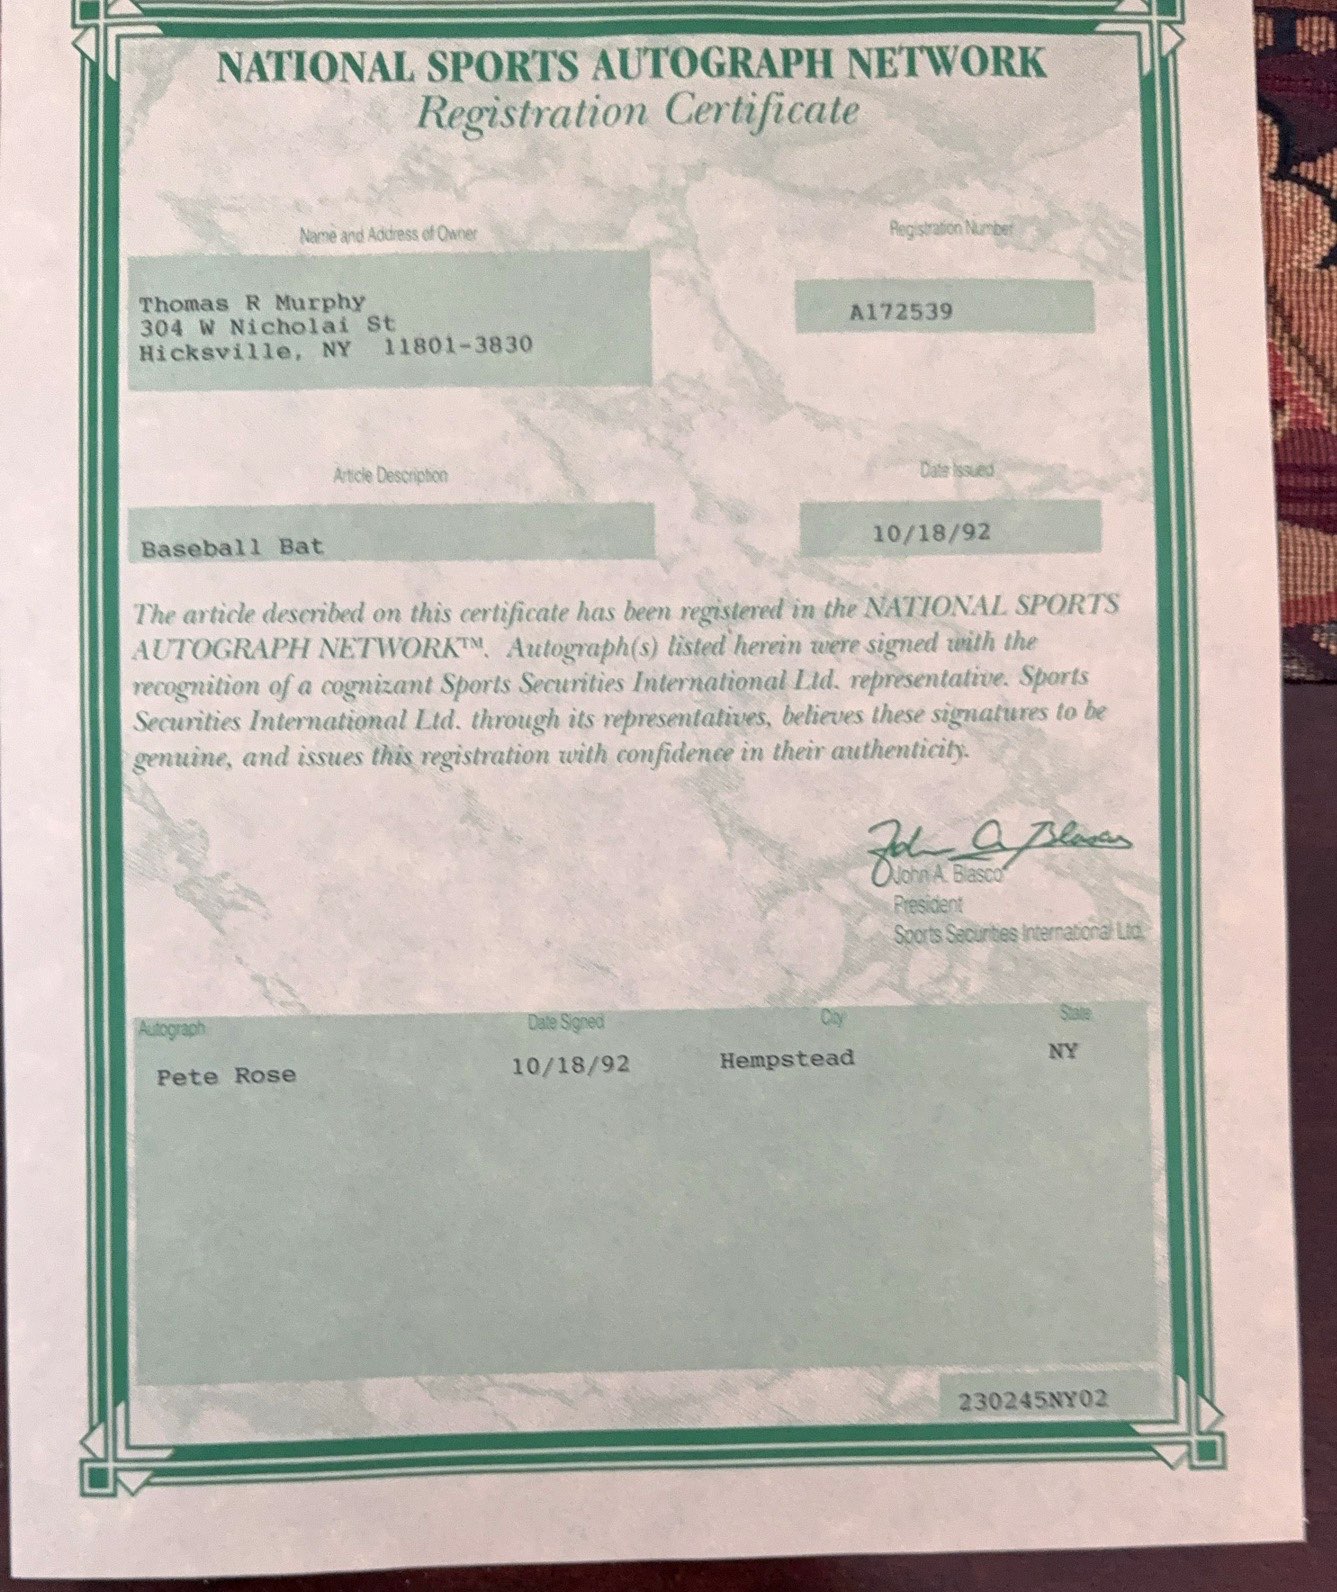 NATIONAL SPORTS AUTOGRAPH NETWORK
Registration Certificate
Name and Address of Owner
Registration Number
Thomas R Murphy
304 W Nicholai St
Hicksville, NY 11801-3830
A172539
Article Description
Date Issued
Baseball Bat
10/18/92
The article described on this certificate has been registered in the NATIONAL SPORTS
AUTOGRAPH NETWORK™. Autograph(s) listed herein were signed with the
recognition of a cognizant Sports Securities International Ltd. representative. Sports
Securities International Ltd. through its representatives, believes these signatures to be
genuine, and issues this registration with confidence in their authenticity.
John A Blasco
John A. Blasco
President
Sports Securities International Ltd.
Autograph Date Signed City State
Pete Rose 10/18/92 Hempstead NY
230245NY02